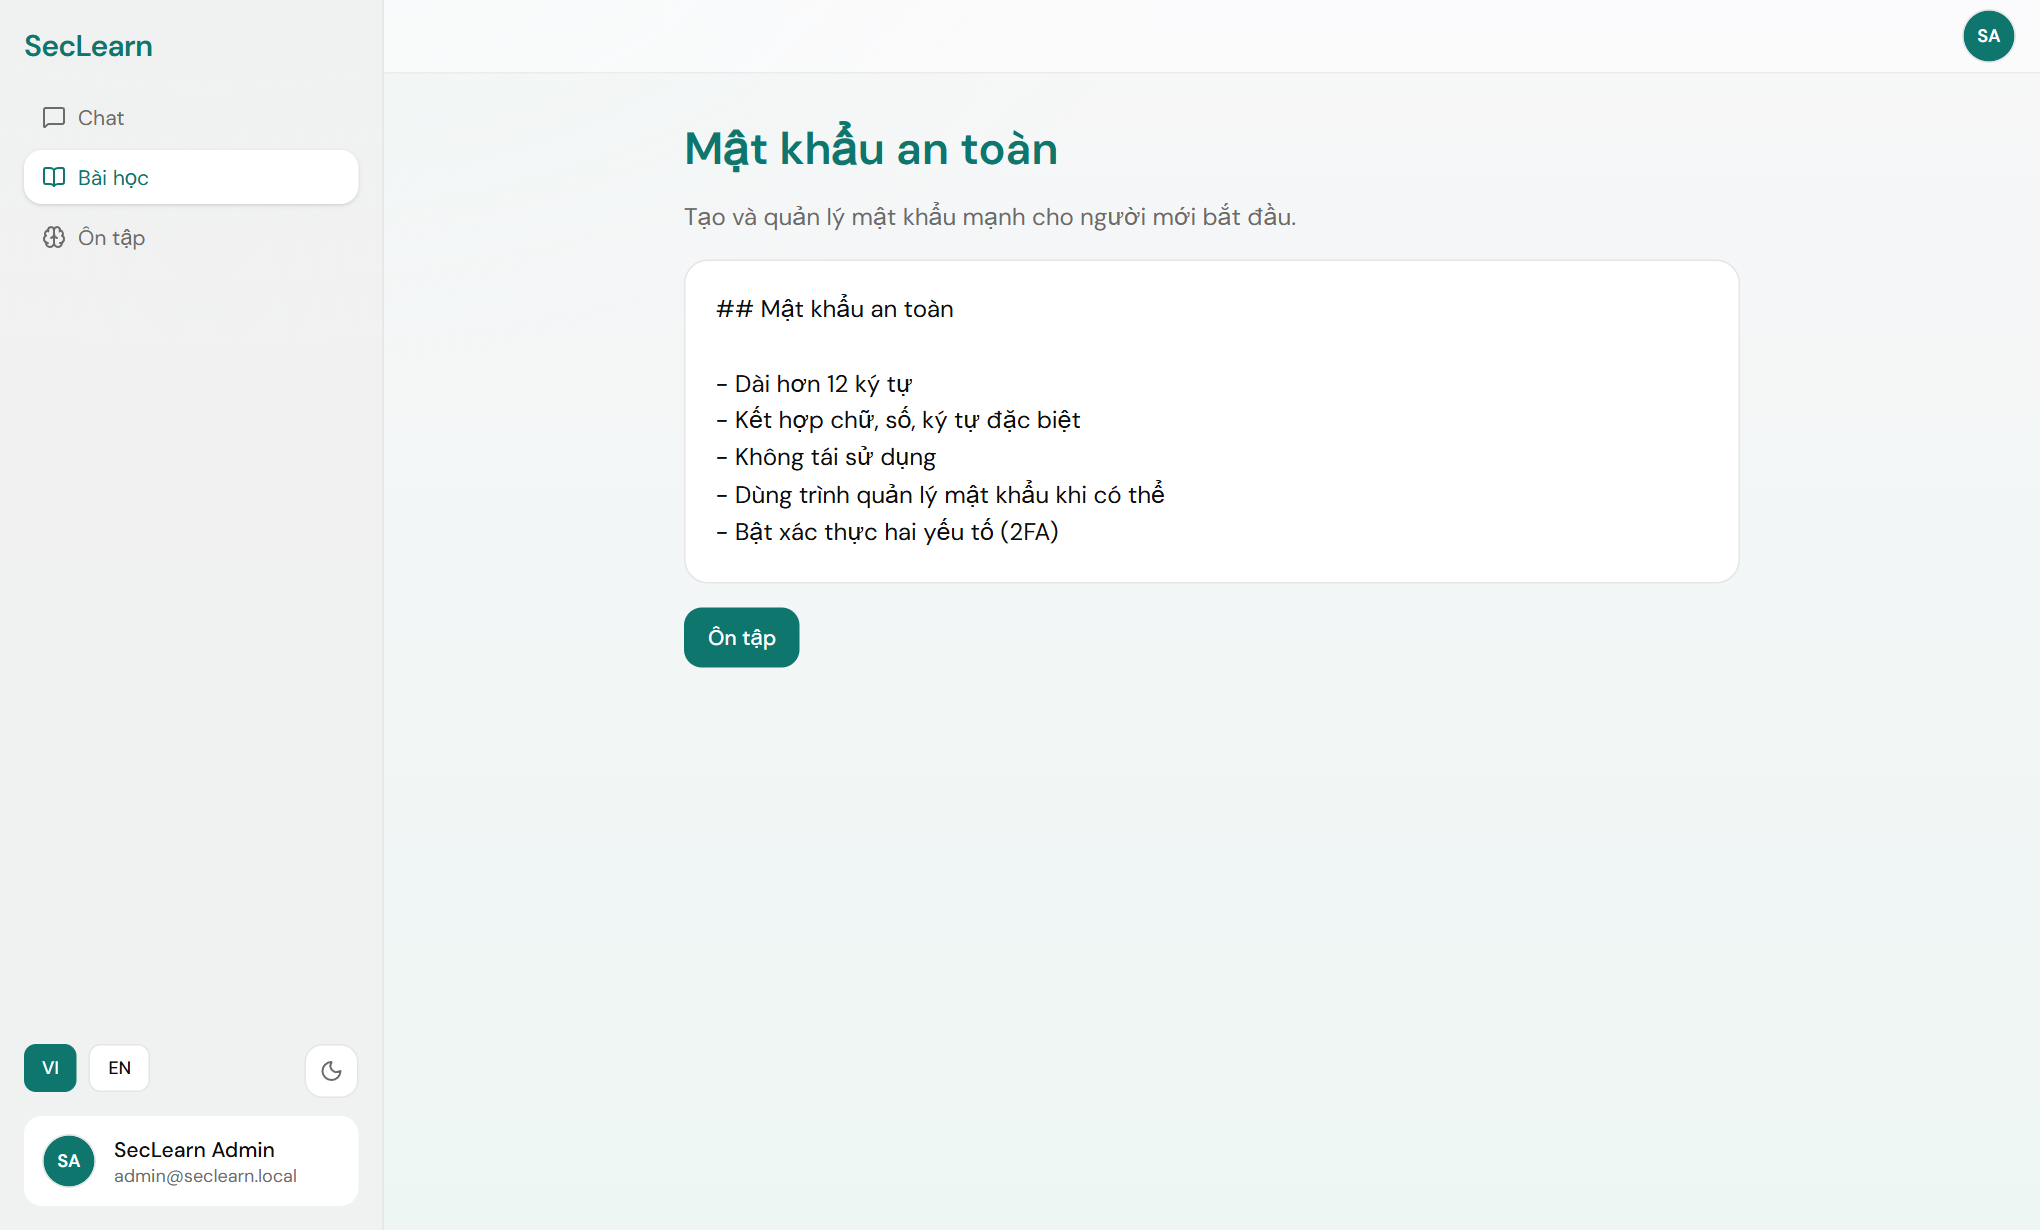 SecLearn
Chat
Bài học
Ôn tập
SA
Mật khẩu an toàn
Tạo và quản lý mật khẩu mạnh cho người mới bắt đầu.
## Mật khẩu an toàn
- Dài hơn 12 ký tự
- Kết hợp chữ, số, ký tự đặc biệt
- Không tái sử dụng
- Dùng trình quản lý mật khẩu khi có thể
- Bật xác thực hai yếu tố (2FA)
Ôn tập
VI
EN
SA
SecLearn Admin
admin@seclearn.local